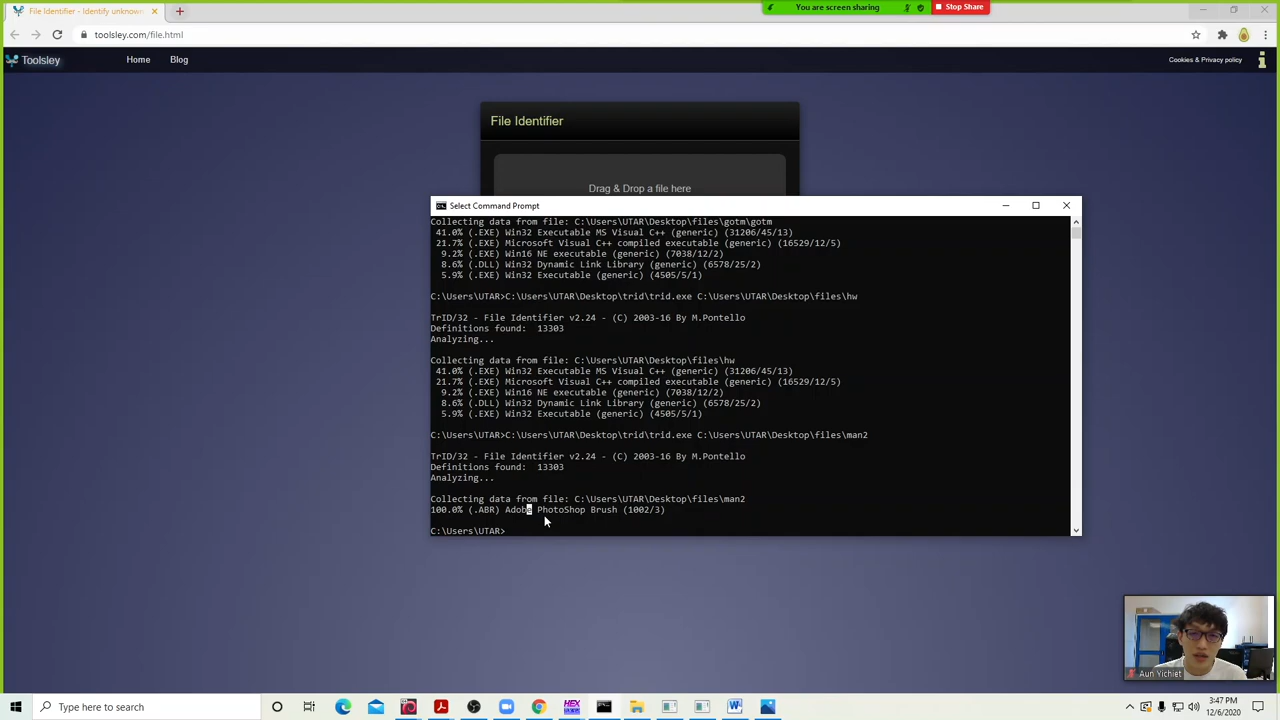 File Identifier - Identify unknown
You are screen sharing
Stop Share
toolsley.com/file.html
Toolsley
Home
Blog
Cookies & Privacy policy
File Identifier
Drag & Drop a file here
Select Command Prompt
Collecting data from file: C:\Users\UTAR\Desktop\files\gotm\gotm
41.0% (.EXE) Win32 Executable MS Visual C++ (generic) (31206/45/13)
21.7% (.EXE) Microsoft Visual C++ compiled executable (generic) (16529/12/5)
9.2% (.EXE) Win16 NE executable (generic) (7038/12/2)
8.6% (.DLL) Win32 Dynamic Link Library (generic) (6578/25/2)
5.9% (.EXE) Win32 Executable (generic) (4505/5/1)
C:\Users\UTAR>C:\Users\UTAR\Desktop\trid\trid.exe C:\Users\UTAR\Desktop\files\hw
TrID/32 - File Identifier v2.24 - (C) 2003-16 By M.Pontello
Definitions found:  13303
Analyzing...
Collecting data from file: C:\Users\UTAR\Desktop\files\hw
41.0% (.EXE) Win32 Executable MS Visual C++ (generic) (31206/45/13)
21.7% (.EXE) Microsoft Visual C++ compiled executable (generic) (16529/12/5)
9.2% (.EXE) Win16 NE executable (generic) (7038/12/2)
8.6% (.DLL) Win32 Dynamic Link Library (generic) (6578/25/2)
5.9% (.EXE) Win32 Executable (generic) (4505/5/1)
C:\Users\UTAR>C:\Users\UTAR\Desktop\trid\trid.exe C:\Users\UTAR\Desktop\files\man2
TrID/32 - File Identifier v2.24 - (C) 2003-16 By M.Pontello
Definitions found:  13303
Analyzing...
Collecting data from file: C:\Users\UTAR\Desktop\files\man2
100.0% (.ABR) Adobe PhotoShop Brush (1002/3)
C:\Users\UTAR>
Aun Yichiet
Type here to search
HEX
3:47 PM
12/6/2020